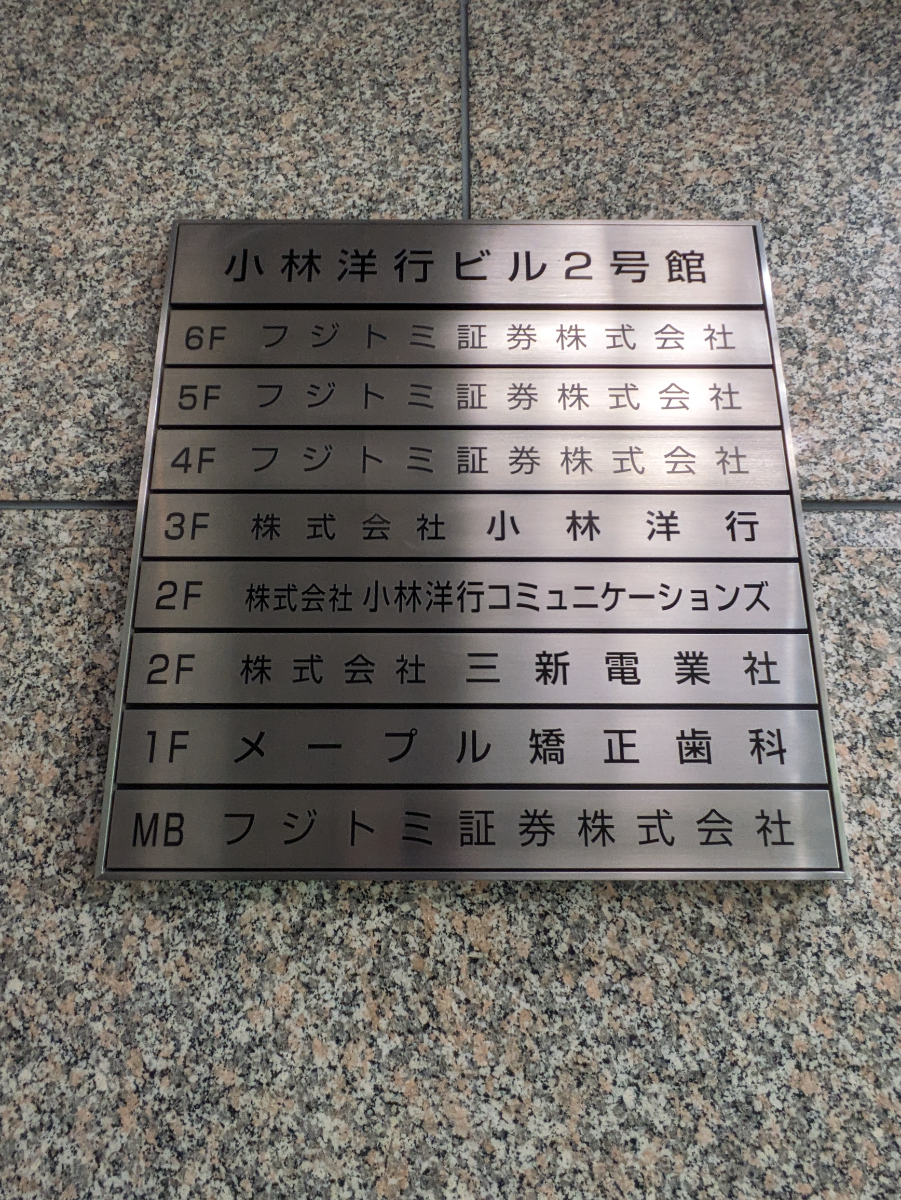 小林洋行ビル2号館
6F フジトミ証券株式会社
5F フジトミ証券株式会社
4F フジトミ証券株式会社
3F 株式会社 小林洋行
2F 株式会社 小林洋行コミュニケーションズ
2F 株式会社 三新電業社
1F メープル矯正歯科
MB フジトミ証券株式会社